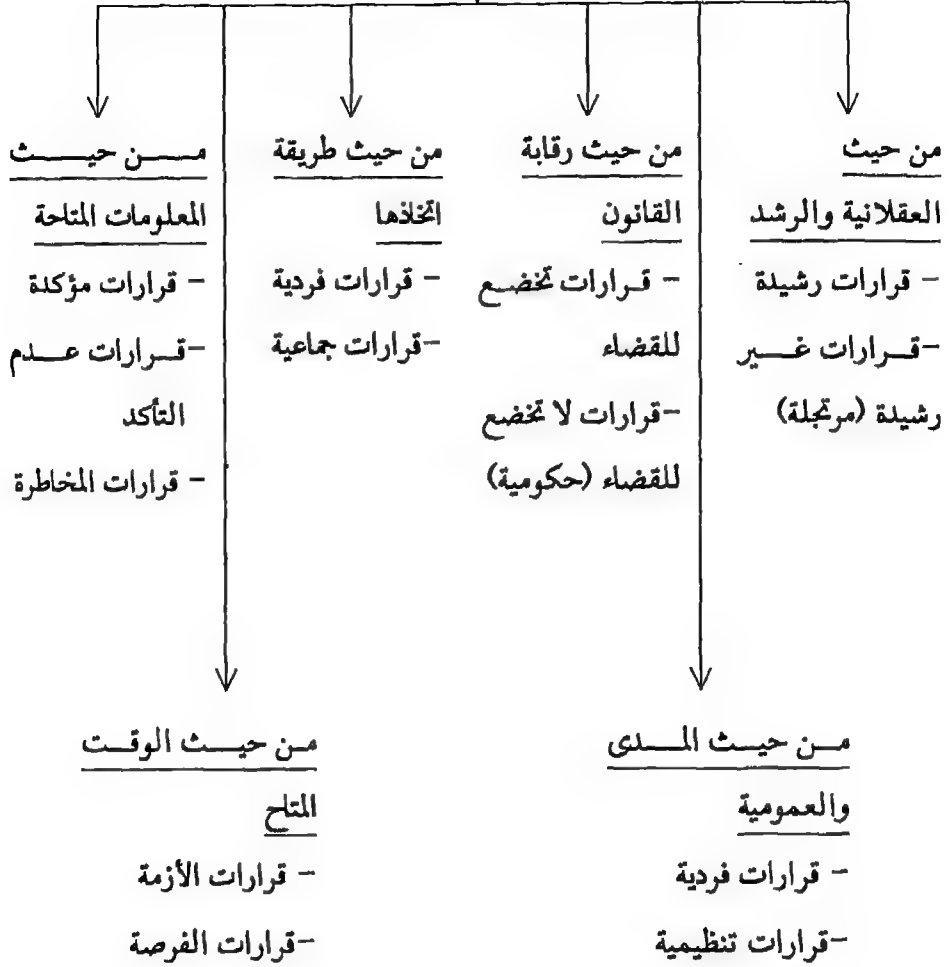 من حيث
العقلانية والرشد
- قرارات رشيدة
-قرارات غير
رشيدة (مرتجلة)
من حيث رقابة
القانون
- قرارات تخضع
للقضاء
-قرارات لا تخضع
للقضاء (حكومية)
من حيث طريقة
اتخاذها
- قرارات فردية
-قرارات جماعية
من حيث
المعلومات المتاحة
- قرارات مؤكدة
-قرارات عدم
التأكد
- قرارات المخاطرة
من حيث المدى
والعمومية
- قرارات فردية
-قرارات تنظيمية
من حيث الوقت
المتاح
- قرارات الأزمة
-قرارات الفرصة